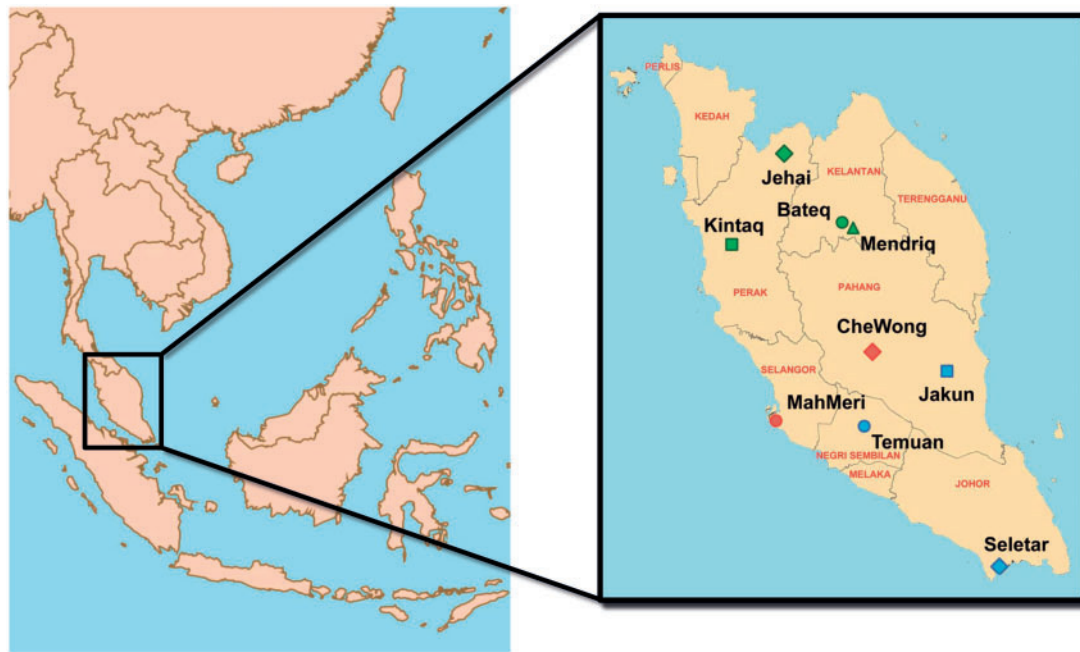 PERLIS
KEDAH
Jehai
KELANTAN
TERENGGANU
Bateq
Kintaq
Mendriq
PERAK
PAHANG
CheWong
SELANGOR
Jakun
MahMeri
Temuan
NEGRI SEMBILAN
MELAKA
JOHOR
Seletar